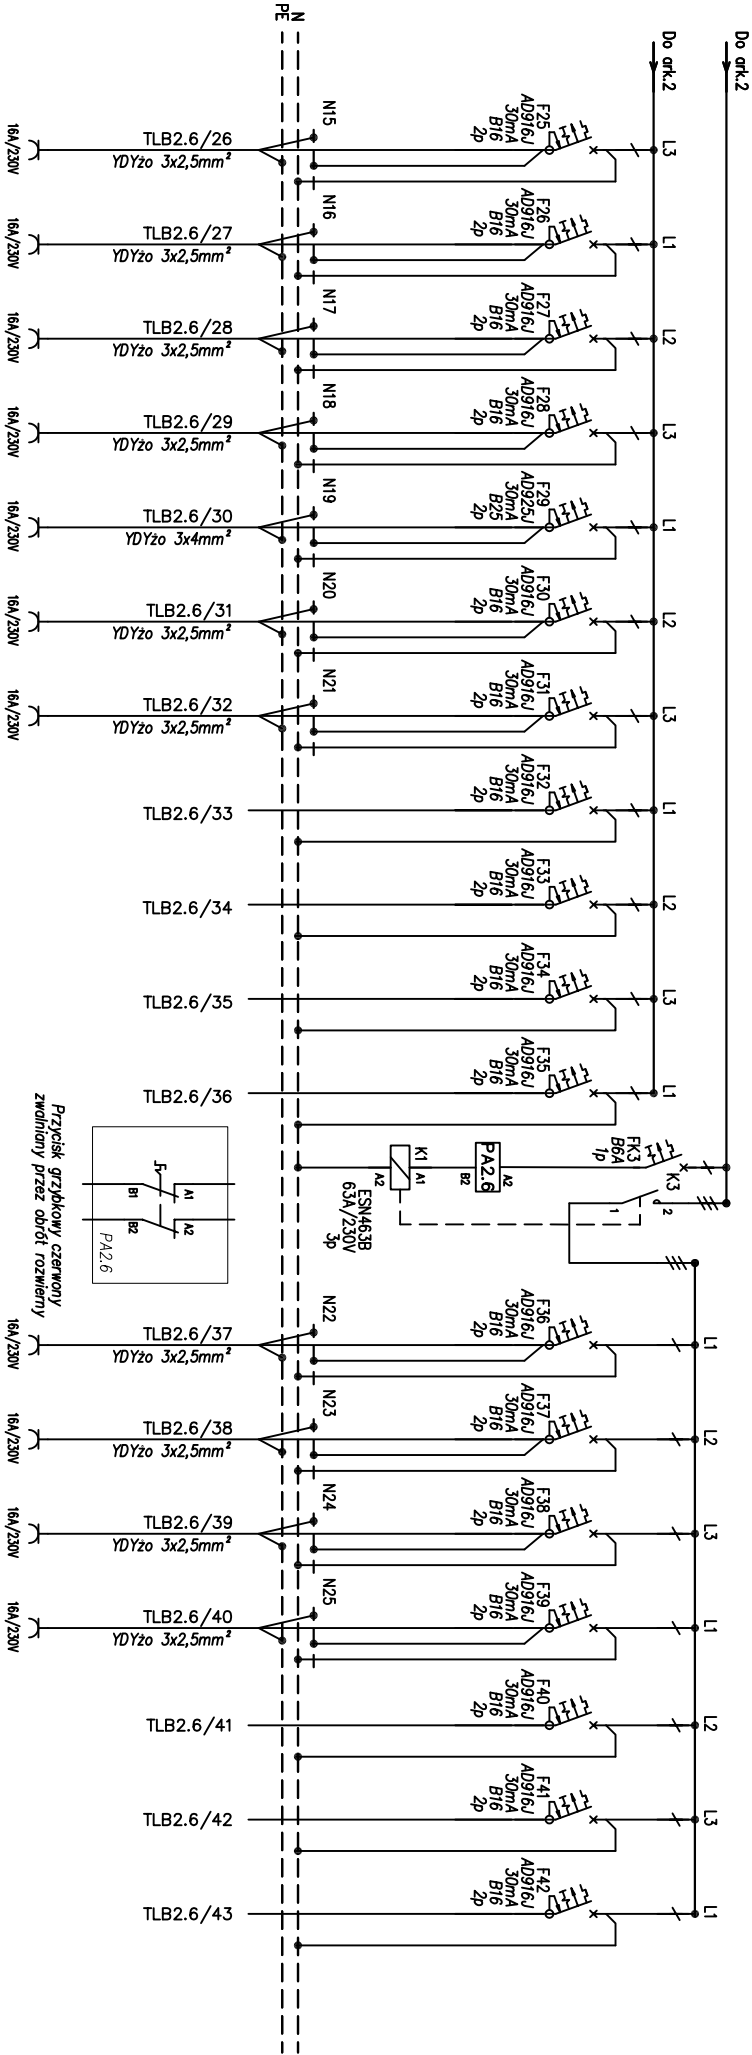 Do ark.2
Do ark.2
L3
F25
AD916J
30mA
B16
2p
N15
TLB2.6/26
YDYżo 3x2,5mm²
16A/230V
L1
F26
AD916J
30mA
B16
2p
N16
TLB2.6/27
YDYżo 3x2,5mm²
16A/230V
L2
F27
AD916J
30mA
B16
2p
N17
TLB2.6/28
YDYżo 3x2,5mm²
16A/230V
L3
F28
AD916J
30mA
B16
2p
N18
TLB2.6/29
YDYżo 3x2,5mm²
16A/230V
L1
F29
AD925J
30mA
B25
2p
N19
TLB2.6/30
YDYżo 3x4mm²
16A/230V
L2
F30
AD916J
30mA
B16
2p
N20
TLB2.6/31
YDYżo 3x2,5mm²
16A/230V
L3
F31
AD916J
30mA
B16
2p
N21
TLB2.6/32
YDYżo 3x2,5mm²
16A/230V
L1
F32
AD916J
30mA
B16
2p
TLB2.6/33
L2
F33
AD916J
30mA
B16
2p
TLB2.6/34
L3
F34
AD916J
30mA
B16
2p
TLB2.6/35
L1
F35
AD916J
30mA
B16
2p
TLB2.6/36
FK3
B6A
1p
K3
2
1
PA2.6
A2
B2
K1
A1
A2
ESN463B
63A/230V
3p
A1
B1
A2
B2
PA2.6
Przycisk grzybkowy czerwony
zwalniany przez obrót rozwierny
L1
F36
AD916J
30mA
B16
2p
N22
TLB2.6/37
YDYżo 3x2,5mm²
16A/230V
L2
F37
AD916J
30mA
B16
2p
N23
TLB2.6/38
YDYżo 3x2,5mm²
16A/230V
L3
F38
AD916J
30mA
B16
2p
N24
TLB2.6/39
YDYżo 3x2,5mm²
16A/230V
L1
F39
AD916J
30mA
B16
2p
N25
TLB2.6/40
YDYżo 3x2,5mm²
16A/230V
L2
F40
AD916J
30mA
B16
2p
TLB2.6/41
L3
F41
AD916J
30mA
B16
2p
TLB2.6/42
L1
F42
AD916J
30mA
B16
2p
TLB2.6/43
N
PE